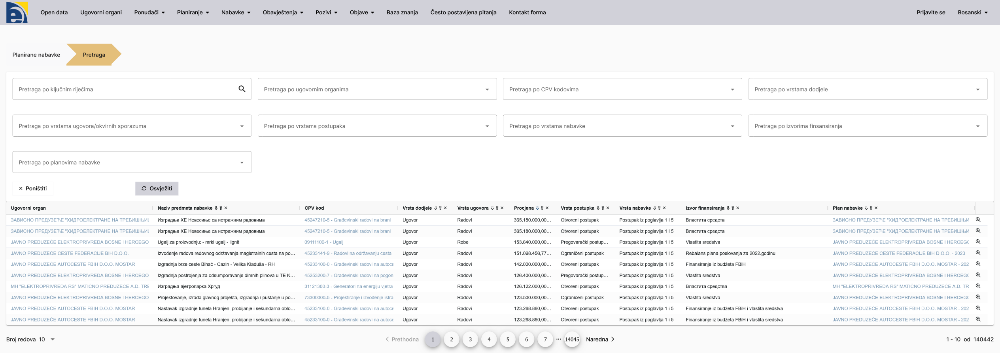 Open data Ugovorni organi Ponuđači Planiranje Nabavke Obavještenja Pozivi Objave Baza znanja Često postavljena pitanja Kontakt forma Prijavite se Bosanski
Planirane nabavke Pretraga
Pretraga po ključnim riječima Pretraga po ugovornim organima Pretraga po CPV kodovima Pretraga po vrstama dodjele
Pretraga po vrstama ugovora/okvirnih sporazuma Pretraga po vrstama postupaka Pretraga po vrstama nabavke Pretraga po izvorima finsansiranja
Pretraga po planovima nabavke
× Poništiti Osvježiti
Ugovorni organ Naziv predmeta nabavke ⇩⇧× CPV kod Vrsta dodjele ⇩⇧× Vrsta ugovora ⇩⇧× Procjena ⇩⇧× Vrsta postupka ⇩⇧× Vrsta nabavke ⇩⇧× Izvor finansiranja ⇩⇧× Plan nabavke ⇩⇧×
ЗАВИСНО ПРЕДУЗЕЋЕ "ХИДРОЕЛЕКТРАНЕ НА ТРЕБИШЊИЦ Изградња ХЕ Невесиње са истражним радовима 45247210-5 - Građevinski radovi na brani Ugovor Radovi 365.180.000,00... Otvoreni postupak Postupak iz poglavlja 1 i 5 Властита средства ЗАВИСНО ПРЕДУЗЕЋЕ "ХИДРОЕЛЕКТРАНЕ НА ТРЕБИШЊИ
ЗАВИСНО ПРЕДУЗЕЋЕ "ХИДРОЕЛЕКТРАНЕ НА ТРЕБИШЊИЦ Изградња ХЕ Невесиње са истражним радовима 45247210-5 - Građevinski radovi na brani Ugovor Radovi 365.180.000,00... Otvoreni postupak Postupak iz poglavlja 1 i 5 Властита средства ЗАВИСНО ПРЕДУЗЕЋЕ "ХИДРОЕЛЕКТРАНЕ НА ТРЕБИШЊИ
JAVNO PREDUZEĆE ELEKTROPRIVREDA BOSNE I HERCEGO Ugalj za proizvodnju: - mrki ugalj - lignit 09111100-1 - Ugalj Ugovor Robe 153.640.000,00... Pregovarački postup... Postupak iz poglavlja 1 i 5 Vlastita sredstva JAVNO PREDUZEĆE ELEKTROPRIVREDA BOSNE I HERCEGO
JAVNO PREDUZEĆE CESTE FEDERACIJE BIH D.O.O. Izvođenje radova redovnog održavanja magistralnih cesta na po... 45233141-9 - Radovi na održavanju cesta Ugovor Radovi 151.068.456,77... Ograničeni postupak Postupak iz poglavlja 1 i 5 Rebalans plana poslovanja za 2022.godinu JAVNO PREDUZEĆE CESTE FEDERACIJE BIH D.O.O. - 2023
JAVNO PREDUZEĆE AUTOCESTE FBIH D.O.O. MOSTAR Izgradnja brze ceste Bihać - Cazin - Velika Kladuša - RH 45233100-0 - Građevinski radovi na autoce Ugovor Radovi 142.000.000,00... Otvoreni postupak Postupak iz poglavlja 1 i 5 Finansiranje iz budžeta FBiH JAVNO PREDUZEĆE AUTOCESTE FBIH D.O.O. MOSTAR - 202
JAVNO PREDUZEĆE ELEKTROPRIVREDA BOSNE I HERCEGO Izgradnja postrojenja za odsumporavanje dimnih plinova u TE K... 45253200-7 - Građevinski radovi na pogon Ugovor Radovi 126.400.000,00... Pregovarački postup... Postupak iz poglavlja 1 i 5 Vlastita sredstva JAVNO PREDUZEĆE ELEKTROPRIVREDA BOSNE I HERCEGO
MH "ELEKTROPRIVREDA RS" MATIČNO PREDUZEĆE A.D. TRE Изградња вјетропарка Хргуд 31121300-3 - Generatori na energiju vjetra Ugovor Radovi 126.122.000,00... Otvoreni postupak Postupak iz poglavlja 1 i 5 Властита средства MH "ELEKTROPRIVREDA RS" MATIČNO PREDUZEĆE A.D. TR
JAVNO PREDUZEĆE ELEKTROPRIVREDA BOSNE I HERCEGO Projektovanje, izrada glavnog projekta, izgradnja i puštanje u po... 73300000-5 - Projektiranje i izvođenje istra Ugovor Radovi 123.500.000,00... Ograničeni postupak Postupak iz poglavlja 1 i 5 Vlastita sredstva JAVNO PREDUZEĆE ELEKTROPRIVREDA BOSNE I HERCEGO
JAVNO PREDUZEĆE AUTOCESTE FBIH D.O.O. MOSTAR Nastavak izgradnje tunela Hranjen, probijanje i sekundarna oblo... 45233100-0 - Građevinski radovi na autoce Ugovor Radovi 123.268.860,00... Otvoreni postupak Postupak iz poglavlja 1 i 5 Finansiranje iz budžeta FBiH i vlastita sredstva JAVNO PREDUZEĆE AUTOCESTE FBIH D.O.O. MOSTAR - 202
JAVNO PREDUZEĆE AUTOCESTE FBIH D.O.O. MOSTAR Nastavak izgradnje tunela Hranjen, probijanje i sekundarna oblo... 45233100-0 - Građevinski radovi na autoce Ugovor Radovi 123.268.860,00... Otvoreni postupak Postupak iz poglavlja 1 i 5 Finansiranje iz budžeta FBiH i vlastita sredstva JAVNO PREDUZEĆE AUTOCESTE FBIH D.O.O. MOSTAR - 202
Broj redova 10 Prethodna 1 2 3 4 5 6 7 ... 14045 Naredna 1 - 10 od 140442